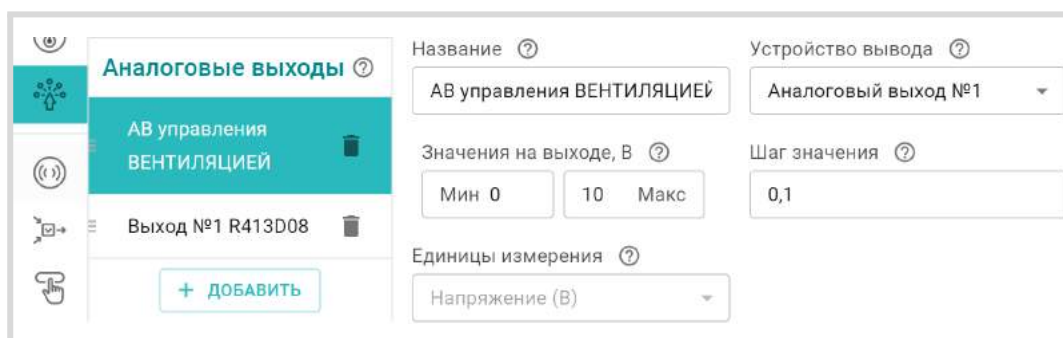 Аналоговые выходы
АВ управления
ВЕНТИЛЯЦИЕЙ
Выход №1 R413D08
+ ДОБАВИТЬ
Название
АВ управления ВЕНТИЛЯЦИЕЙ
Значения на выходе, В
Мин 0
10 Макс
Единицы измерения
Напряжение (В)
Устройство вывода
Аналоговый выход №1
Шаг значения
0,1